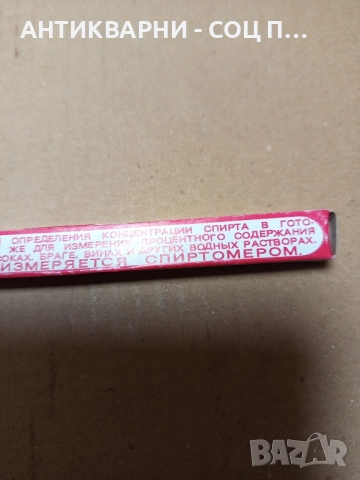 АНТИКВАРНИ - СОЦ П...
ОПРЕДЕЛЕНИЯ КОНЦЕНТРАЦИИ СПИРТА В ГОТО-
ЖЕ ДЛЯ ИЗМЕРЕНИЯ ПРОЦЕНТНОГО СОДЕРЖАНИЯ
БРАГЕ, ВИНАХ И ДРУГИХ ВОДНЫХ РАСТВОРАХ.
ИЗМЕРЯЕТСЯ СПИРТОМЕРОМ.
BAZAR